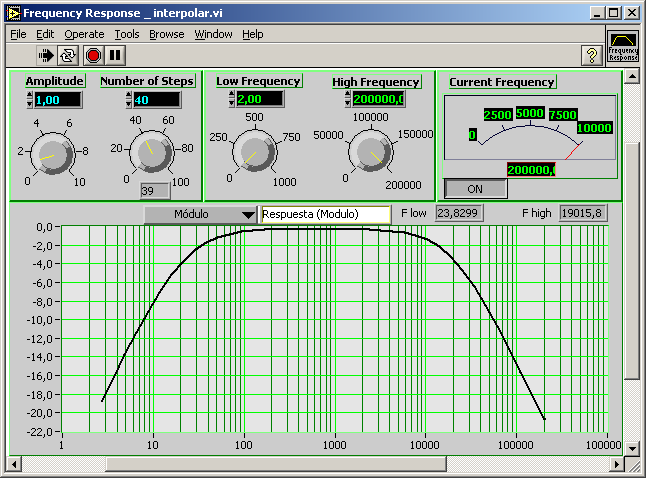 Frequency Response _ interpolar.vi
File Edit Operate Tools Browse Window Help
? Frequency Response
Amplitude Number of Steps Low Frequency High Frequency Current Frequency
1,00 40 2,00 200000,0
0 2 4 6 8 10
0 20 40 60 80 100
39
0 250 500 750 1000
0 50000 100000 150000 200000
0 2500 5000 7500 10000
200000,0
ON
Módulo Respuesta (Modulo) F low 23,8299 F high 19015,8
0,0
-2,0
-4,0
-6,0
-8,0
-10,0
-12,0
-14,0
-16,0
-18,0
-20,0
-22,0
1 10 100 1000 10000 100000 100000